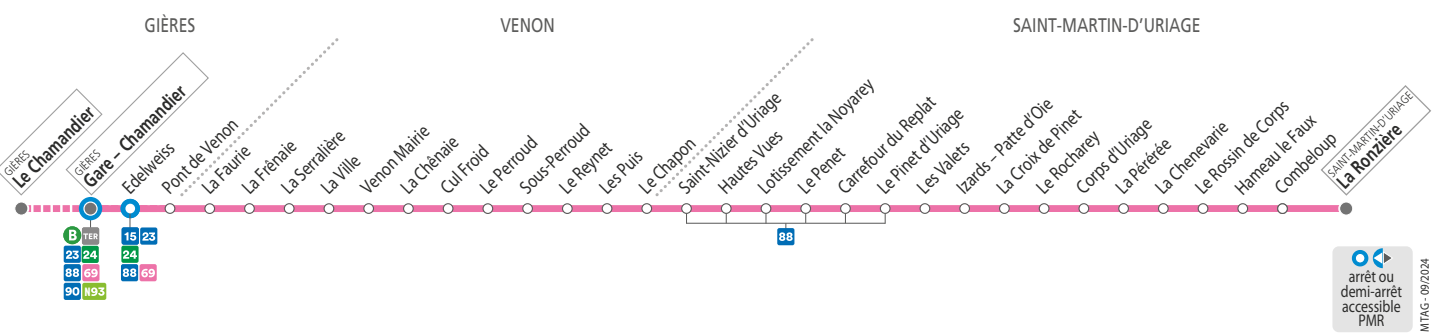 GIÈRES
VENON
SAINT-MARTIN-D'URIAGE
GIÈRES
Le Chamandier
GIÈRES
Gare – Chamandier
Edelweiss
Pont de Venon
La Faurie
La Frênaie
La Serralière
La Ville
Venon Mairie
La Chênaie
Cul Froid
Le Perroud
Sous-Perroud
Le Reynet
Les Puis
Le Chapon
Saint-Nizier d'Uriage
Hautes Vues
Lotissement la Noyarey
Le Penet
Carrefour du Replat
Le Pinet d'Uriage
Les Valets
Izards – Patte d'Oie
La Croix de Pinet
Le Rocharey
Corps d'Uriage
La Pérérée
La Chenevarie
Le Rossin de Corps
Hameau le Faux
Combeloup
SAINT-MARTIN-D'URIAGE
La Ronzière
B TER
23 24
88 69
90 N93
15 23
24
88 69
88
arrêt ou
demi-arrêt
accessible
PMR
MTAG - 09/2024